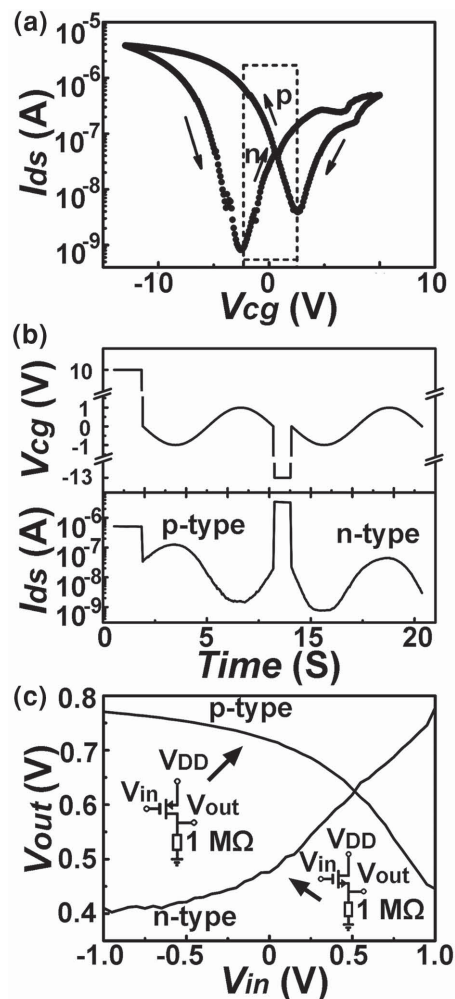 (a)
10⁻⁵
10⁻⁶
10⁻⁷
10⁻⁸
10⁻⁹
Ids (A)
p
n
-10 0 10
Vcg (V)
(b)
Vcg (V)
10
1
-1
-13
Ids (A)
10⁻⁶
10⁻⁷
10⁻⁸
10⁻⁹
p-type n-type
0 5 15 20
Time (S)
(c)
Vout (V)
0.8
0.7
0.6
0.5
0.4
p-type
VDD
Vin Vout
1 MΩ
VDD
Vin Vout
1 MΩ
n-type
-1.0 -0.5 0 0.5 1.0
Vin (V)